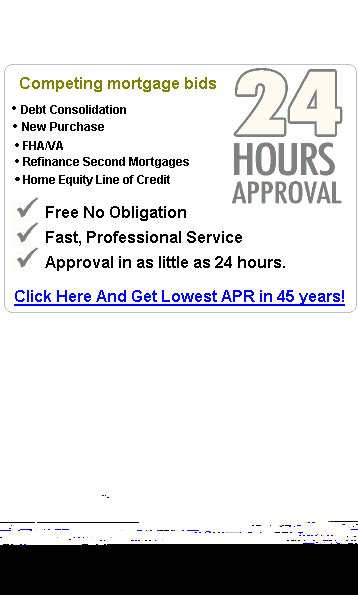 Competing mortgage bids
• Debt Consolidation
• New Purchase
• FHA/VA
• Refinance Second Mortgages
• Home Equity Line of Credit
24
HOURS
APPROVAL
Free No Obligation
Fast, Professional Service
Approval in as little as 24 hours.
Click Here And Get Lowest APR in 45 years!